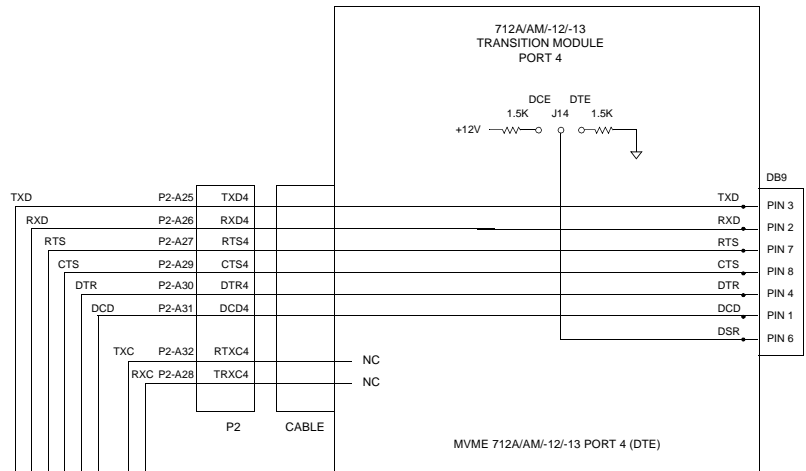 712A/AM/-12/-13
TRANSITION MODULE
PORT 4
DCE DTE
1.5K J14 1.5K
+12V
DB9
TXD P2-A25 TXD4 TXD PIN 3
RXD P2-A26 RXD4 RXD PIN 2
RTS P2-A27 RTS4 RTS PIN 7
CTS P2-A29 CTS4 CTS PIN 8
DTR P2-A30 DTR4 DTR PIN 4
DCD P2-A31 DCD4 DCD PIN 1
DSR PIN 6
TXC P2-A32 RTXC4 NC
RXC P2-A28 TRXC4 NC
P2 CABLE
MVME 712A/AM/-12/-13 PORT 4 (DTE)